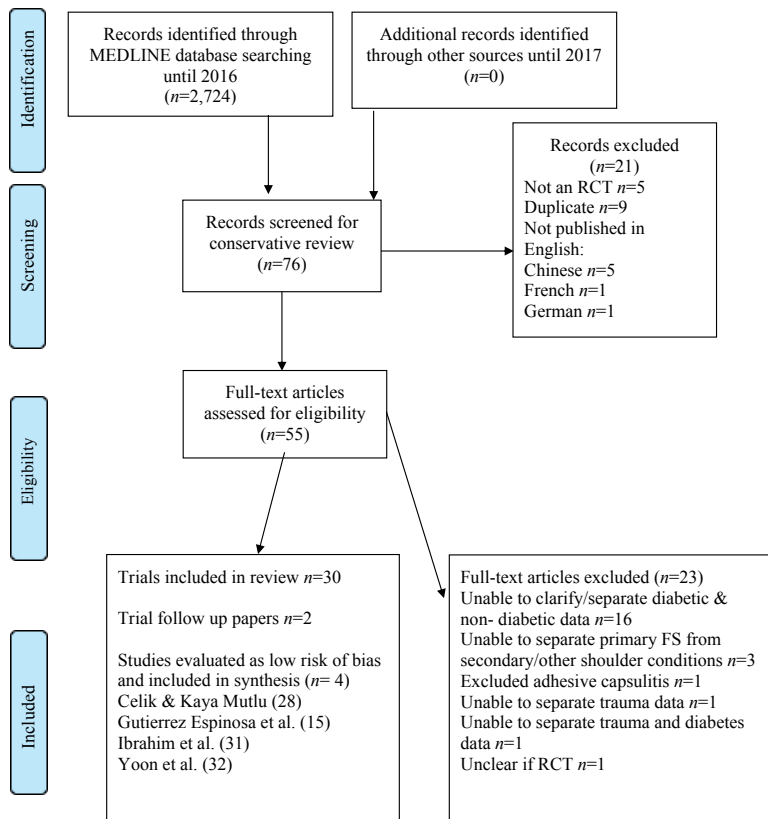 Identification
Records identified through
MEDLINE database searching
until 2016
(n=2,724)
Additional records identified
through other sources until 2017
(n=0)
Screening
Records screened for
conservative review
(n=76)
Records excluded
(n=21)
Not an RCT n=5
Duplicate n=9
Not published in
English:
Chinese n=5
French n=1
German n=1
Eligibility
Full-text articles
assessed for eligibility
(n=55)
Included
Trials included in review n=30
Trial follow up papers n=2
Studies evaluated as low risk of bias
and included in synthesis (n= 4)
Celik & Kaya Mutlu (28)
Gutierrez Espinosa et al. (15)
Ibrahim et al. (31)
Yoon et al. (32)
Full-text articles excluded (n=23)
Unable to clarify/separate diabetic &
non- diabetic data n=16
Unable to separate primary FS from
secondary/other shoulder conditions n=3
Excluded adhesive capsulitis n=1
Unable to separate trauma data n=1
Unable to separate trauma and diabetes
data n=1
Unclear if RCT n=1